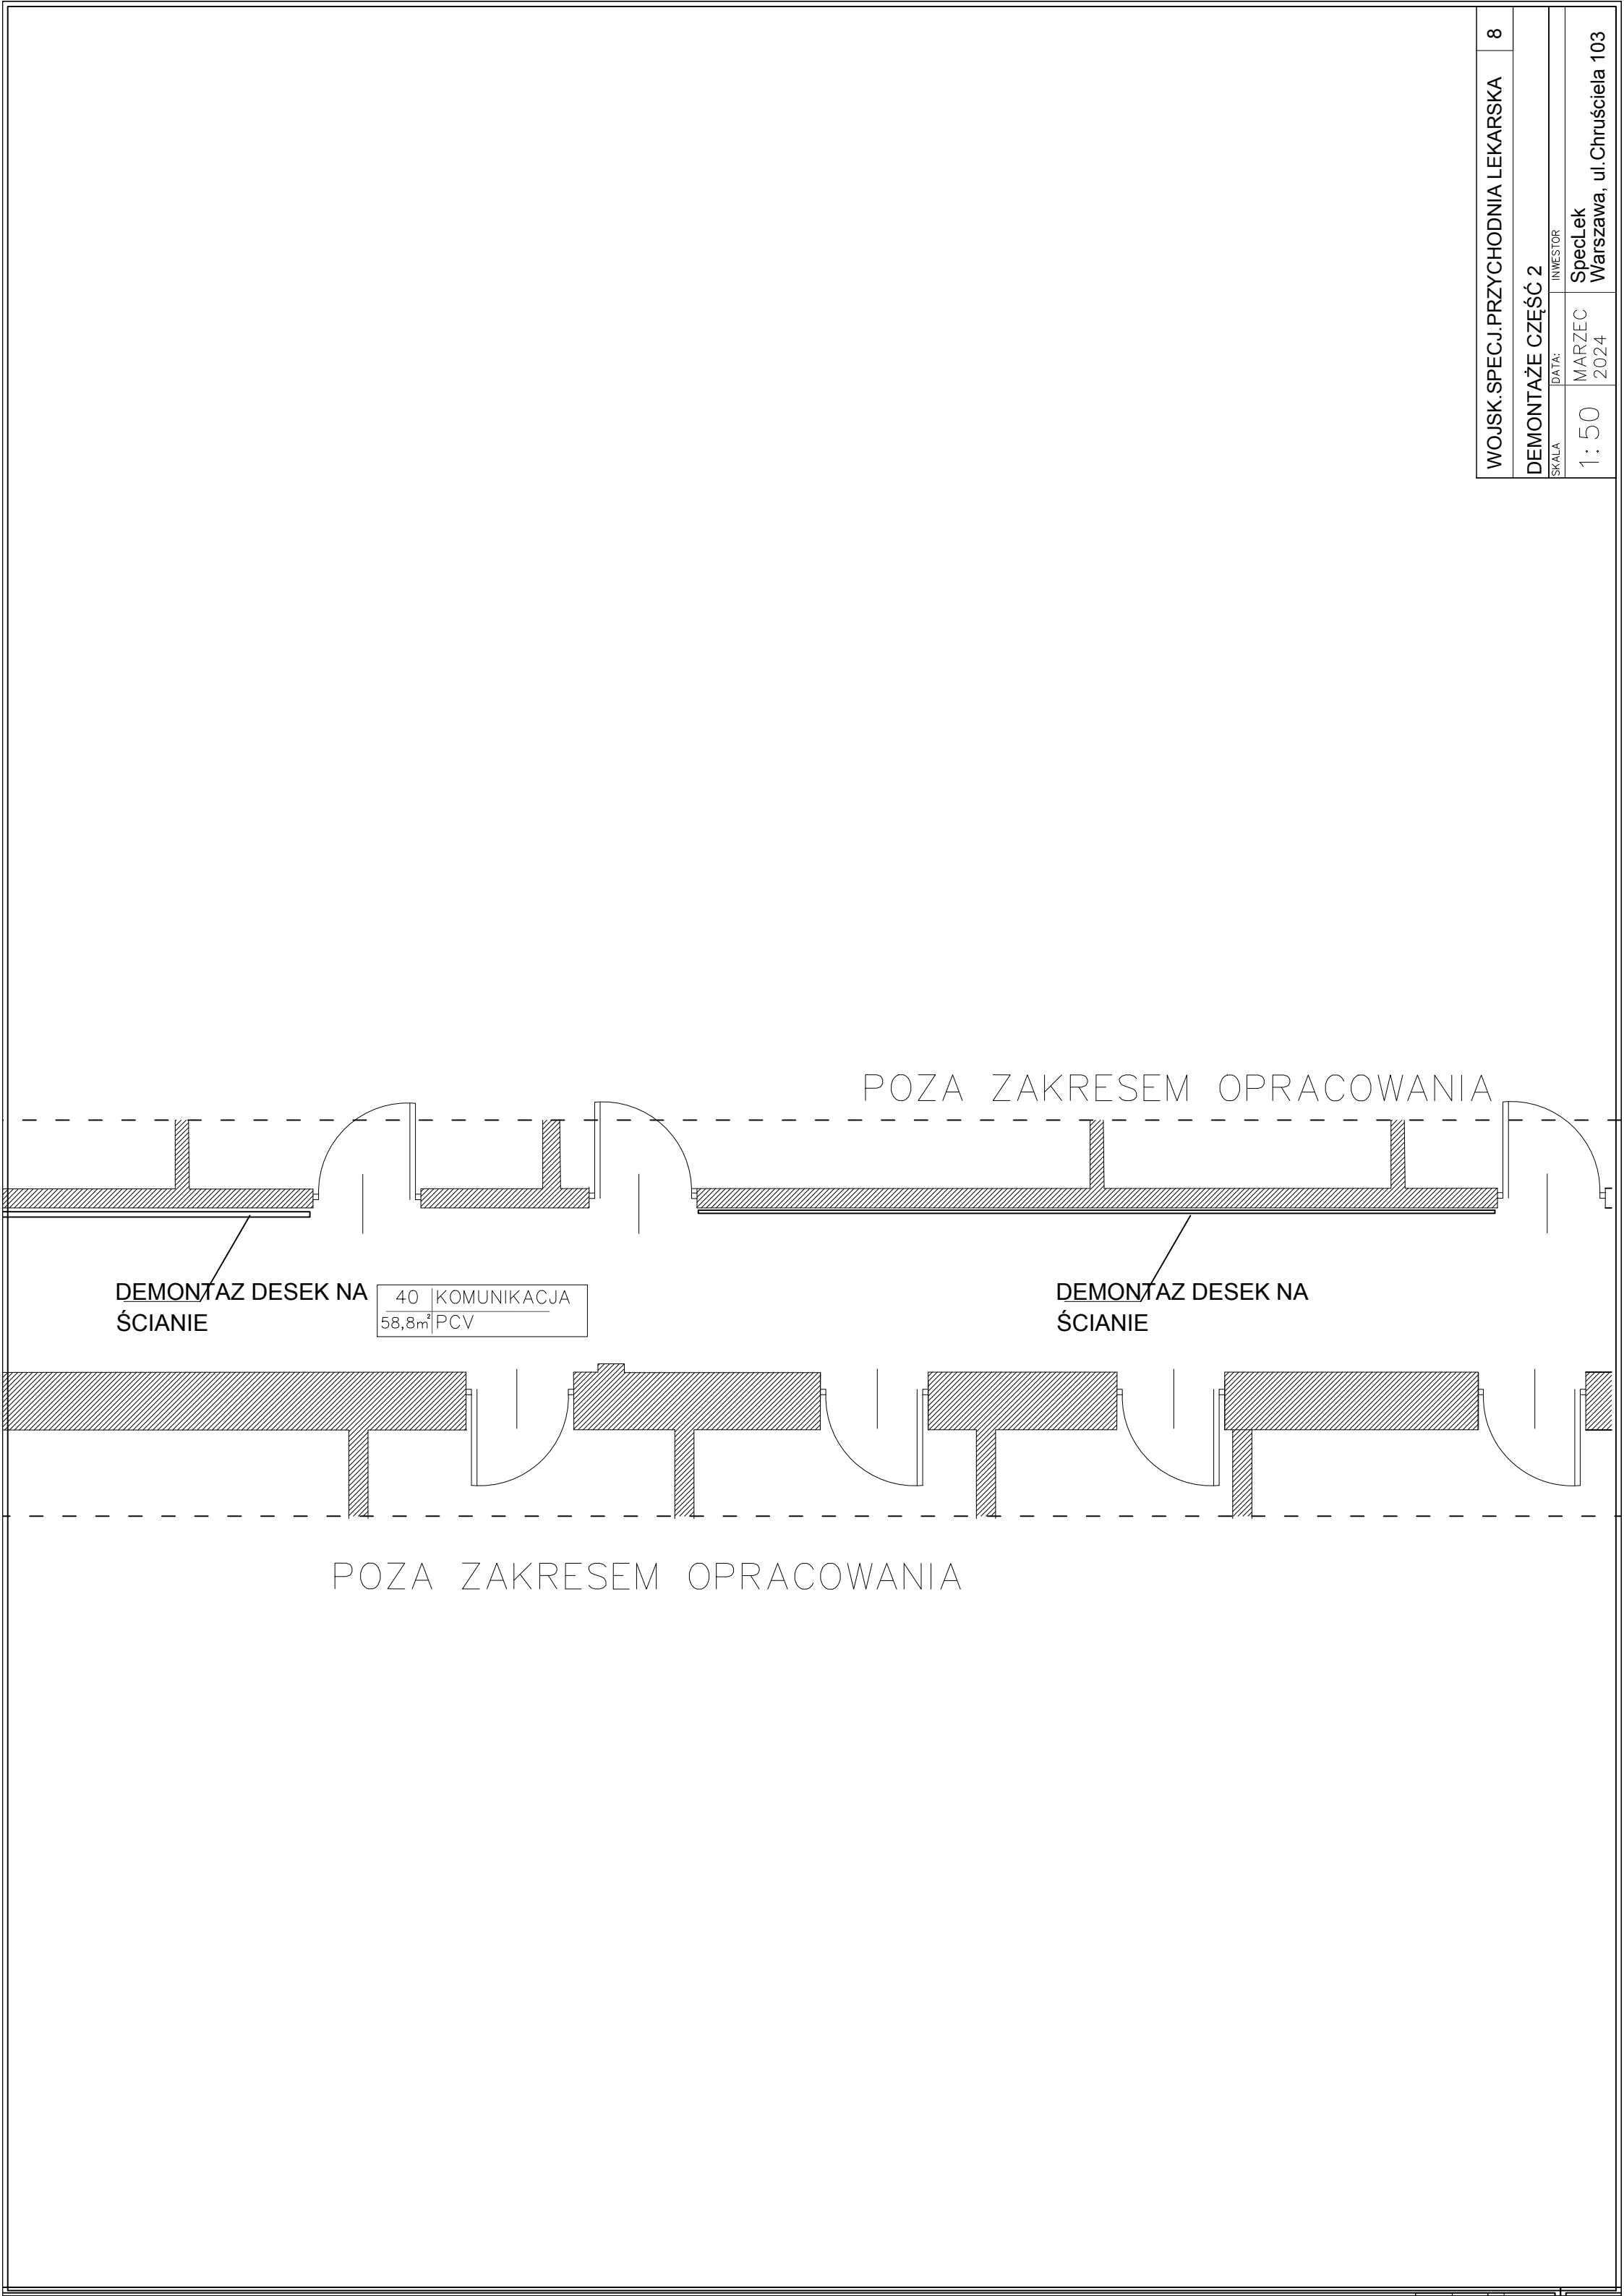 WOJSK.SPECJ.PRZYCHODNIA LEKARSKA 8
DEMONTAŻE CZĘŚĆ 2
SKALA DATA: INWESTOR
1:50 MARZEC 2024 SpecLek
Warszawa, ul.Chruściela 103
POZA ZAKRESEM OPRACOWANIA
DEMONTAZ DESEK NA
ŚCIANIE
40 KOMUNIKACJA
58,8m² PCV
DEMONTAZ DESEK NA
ŚCIANIE
POZA ZAKRESEM OPRACOWANIA